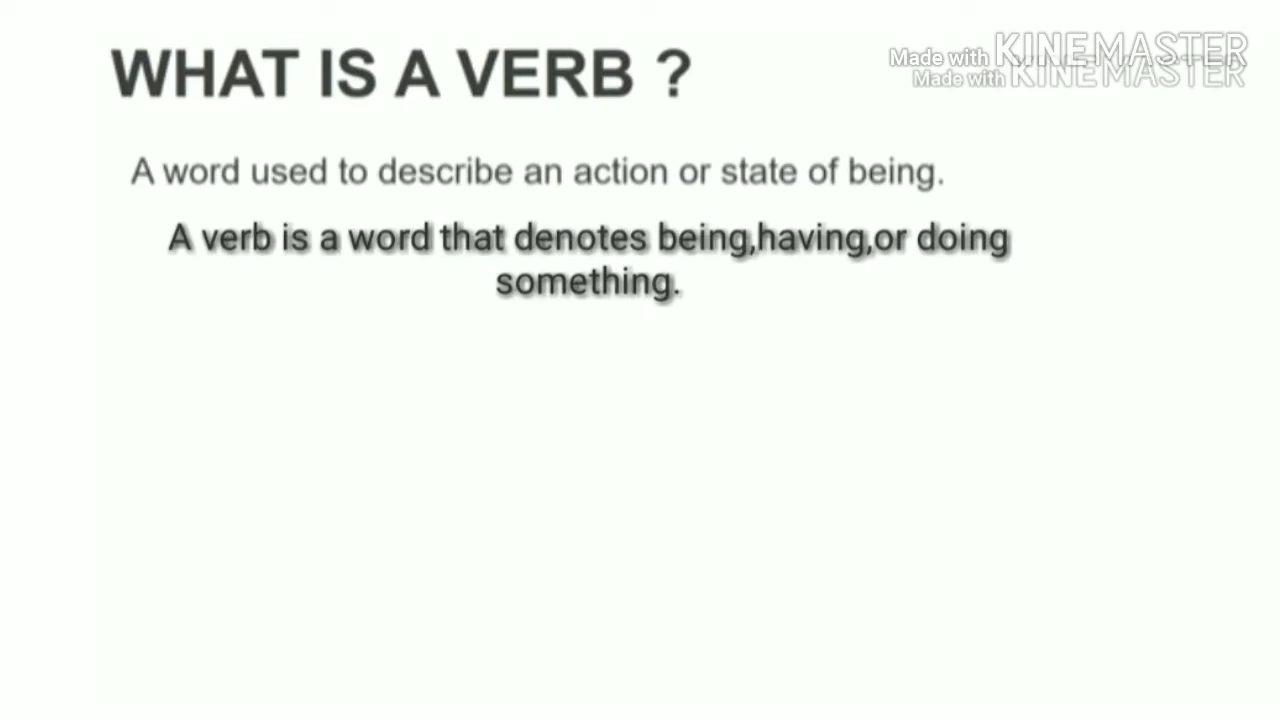 WHAT IS A VERB ?
Made with KINEMASTER
Made with KINEMASTER
A word used to describe an action or state of being.
A verb is a word that denotes being,having,or doing
something.